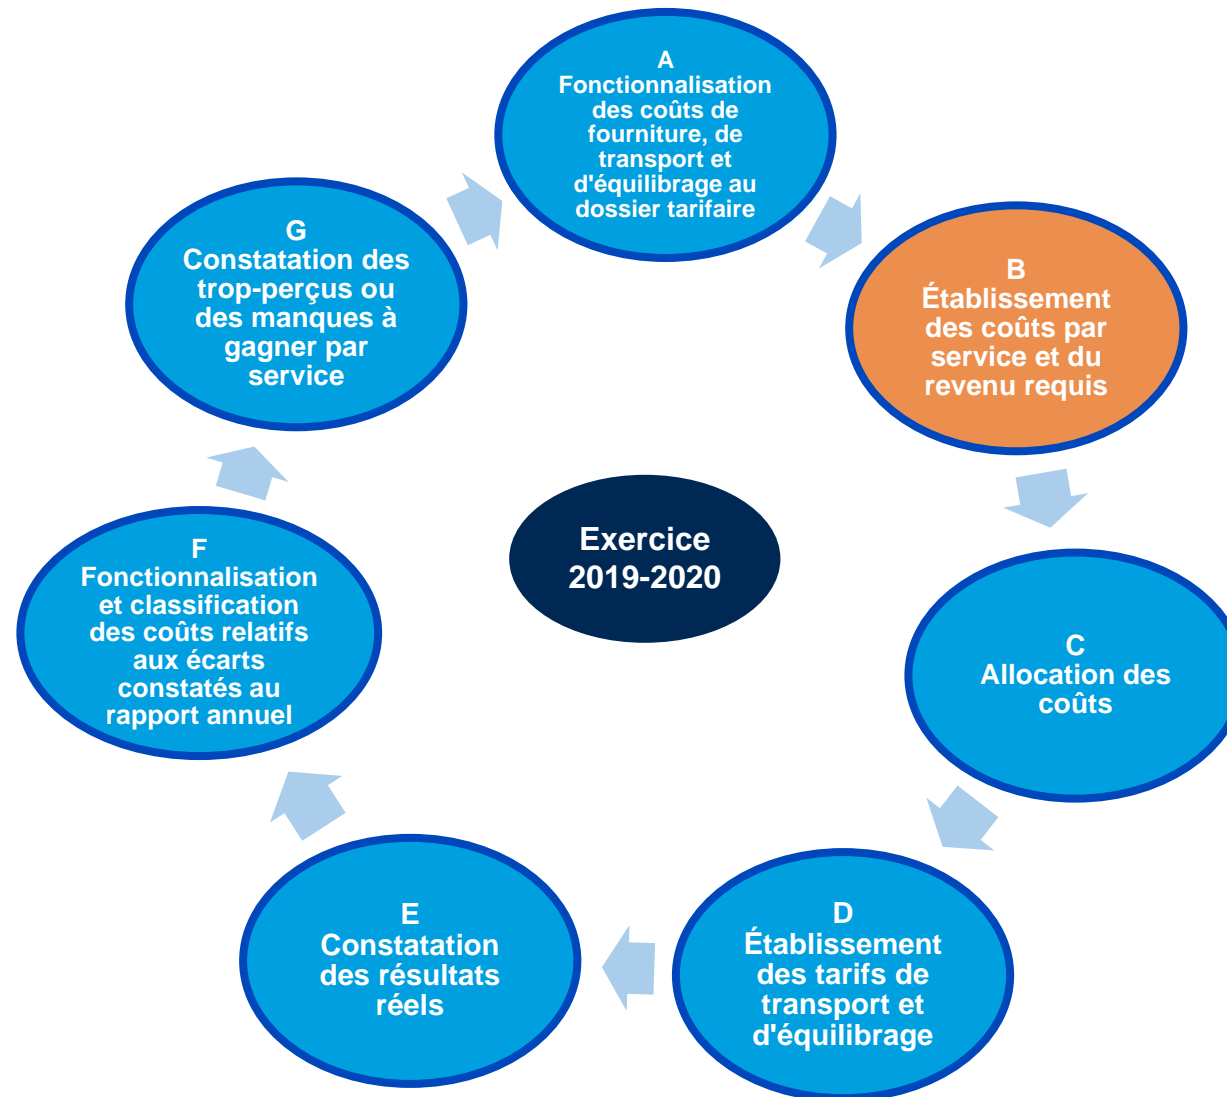 A
Fonctionnalisation
des coûts de
fourniture, de
transport et
d'équilibrage au
dossier tarifaire
B
Établissement
des coûts par
service et du
revenu requis
C
Allocation des
coûts
D
Établissement
des tarifs de
transport et
d'équilibrage
E
Constatation
des résultats
réels
F
Fonctionnalisation
et classification
des coûts relatifs
aux écarts
constatés au
rapport annuel
G
Constatation des
trop-perçus ou
des manques à
gagner par
service
Exercice
2019-2020